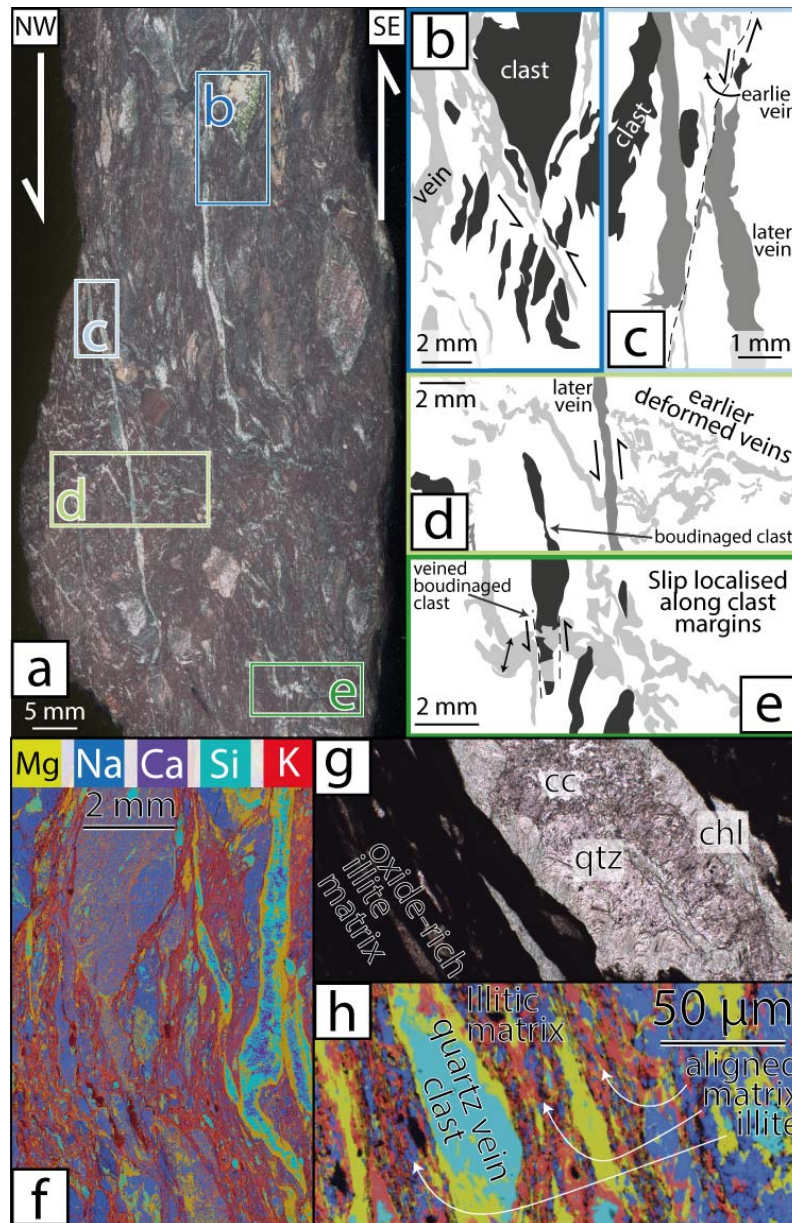 NW
SE
b
c
d
e
a
5 mm
b
clast
vein
2 mm
clast
earlier
vein
later
vein
c
1 mm
2 mm
later
vein
earlier
deformed veins
d
boudinaged clast
veined
boudinaged
clast
Slip localised
along clast
margins
2 mm
e
Mg Na Ca Si K
2 mm
f
g
cc
qtz
chl
oxide-rich
illite
matrix
h
Illitic
matrix
50 µm
quartz vein
clast
aligned
matrix
illite